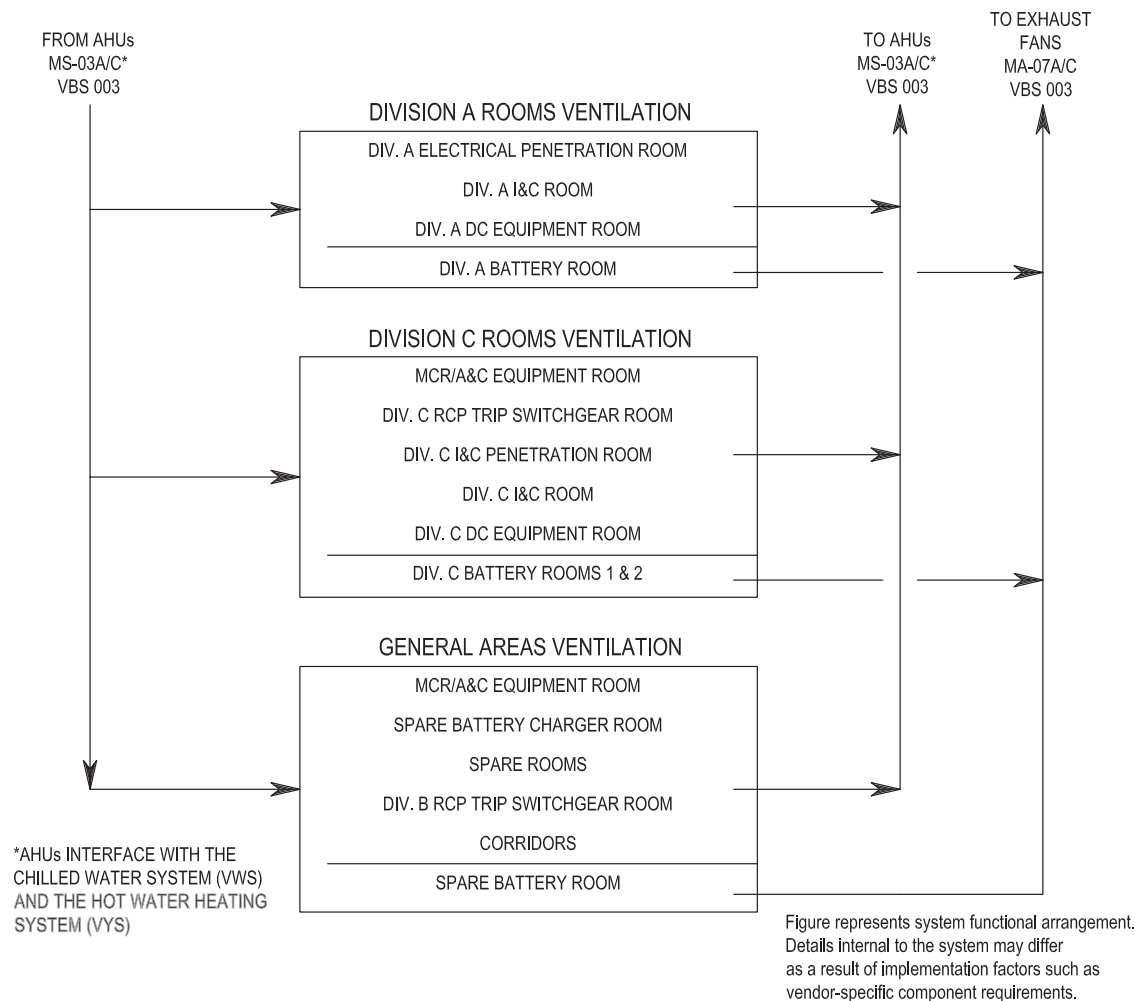 FROM AHUs
MS-03A/C*
VBS 003
TO AHUs
MS-03A/C*
VBS 003
TO EXHAUST
FANS
MA-07A/C
VBS 003
DIVISION A ROOMS VENTILATION
DIV. A ELECTRICAL PENETRATION ROOM
DIV. A I&C ROOM
DIV. A DC EQUIPMENT ROOM
DIV. A BATTERY ROOM
DIVISION C ROOMS VENTILATION
MCR/A&C EQUIPMENT ROOM
DIV. C RCP TRIP SWITCHGEAR ROOM
DIV. C I&C PENETRATION ROOM
DIV. C I&C ROOM
DIV. C DC EQUIPMENT ROOM
DIV. C BATTERY ROOMS 1 & 2
GENERAL AREAS VENTILATION
MCR/A&C EQUIPMENT ROOM
SPARE BATTERY CHARGER ROOM
SPARE ROOMS
DIV. B RCP TRIP SWITCHGEAR ROOM
CORRIDORS
SPARE BATTERY ROOM
*AHUs INTERFACE WITH THE
CHILLED WATER SYSTEM (VWS)
AND THE HOT WATER HEATING
SYSTEM (VYS)
Figure represents system functional arrangement.
Details internal to the system may differ
as a result of implementation factors such as
vendor-specific component requirements.